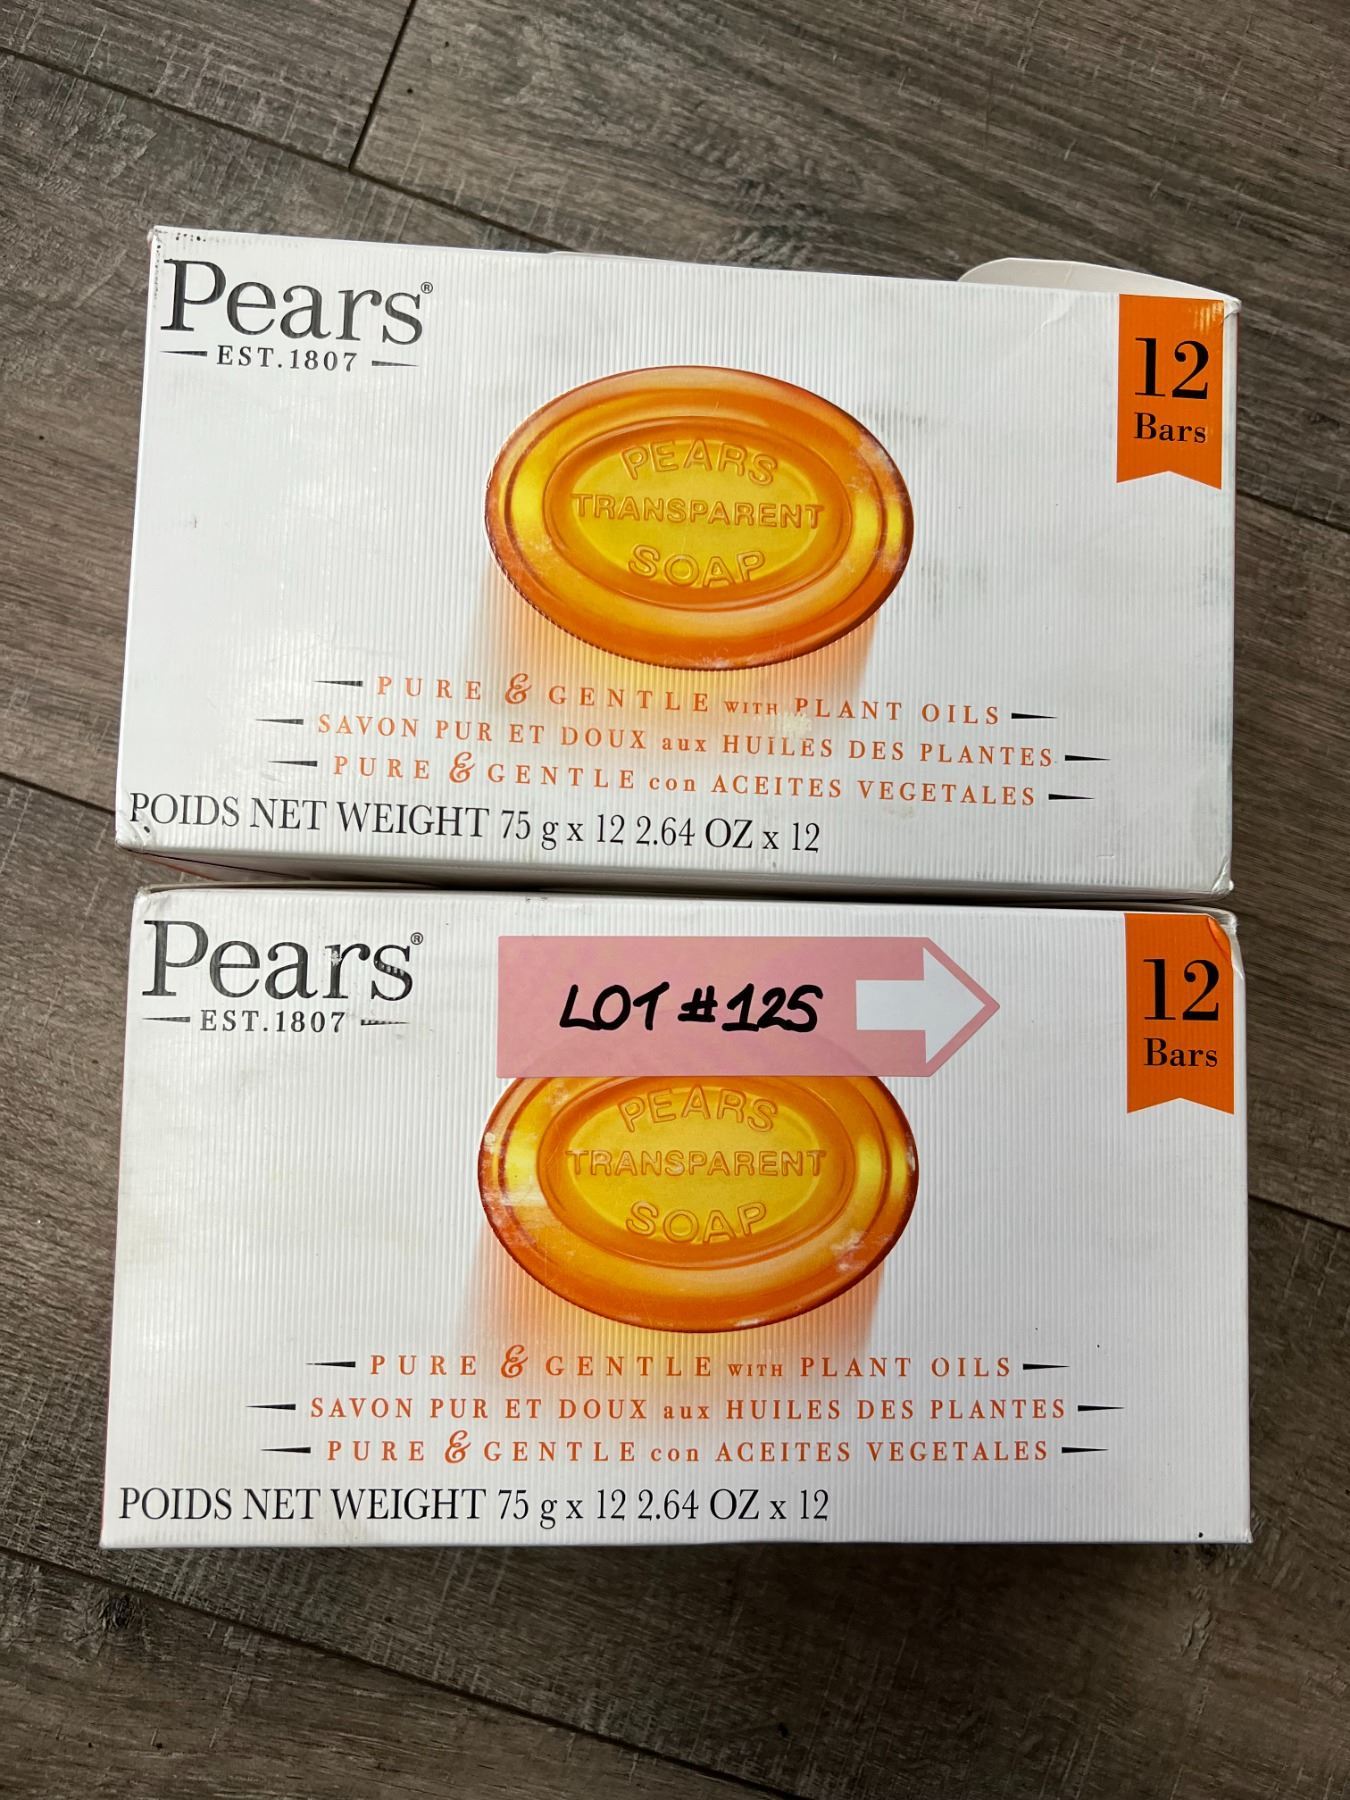 Pears®
EST.1807
12
Bars
PEARS
TRANSPARENT
SOAP
PURE & GENTLE WITH PLANT OILS
SAVON PUR ET DOUX aux HUILES DES PLANTES
PURE & GENTLE con ACEITES VEGETALES
POIDS NET WEIGHT 75 g x 12 2.64 OZ x 12
Pears®
EST.1807
LOT #125
12
Bars
PEARS
TRANSPARENT
SOAP
PURE & GENTLE WITH PLANT OILS
SAVON PUR ET DOUX aux HUILES DES PLANTES
PURE & GENTLE con ACEITES VEGETALES
POIDS NET WEIGHT 75 g x 12 2.64 OZ x 12